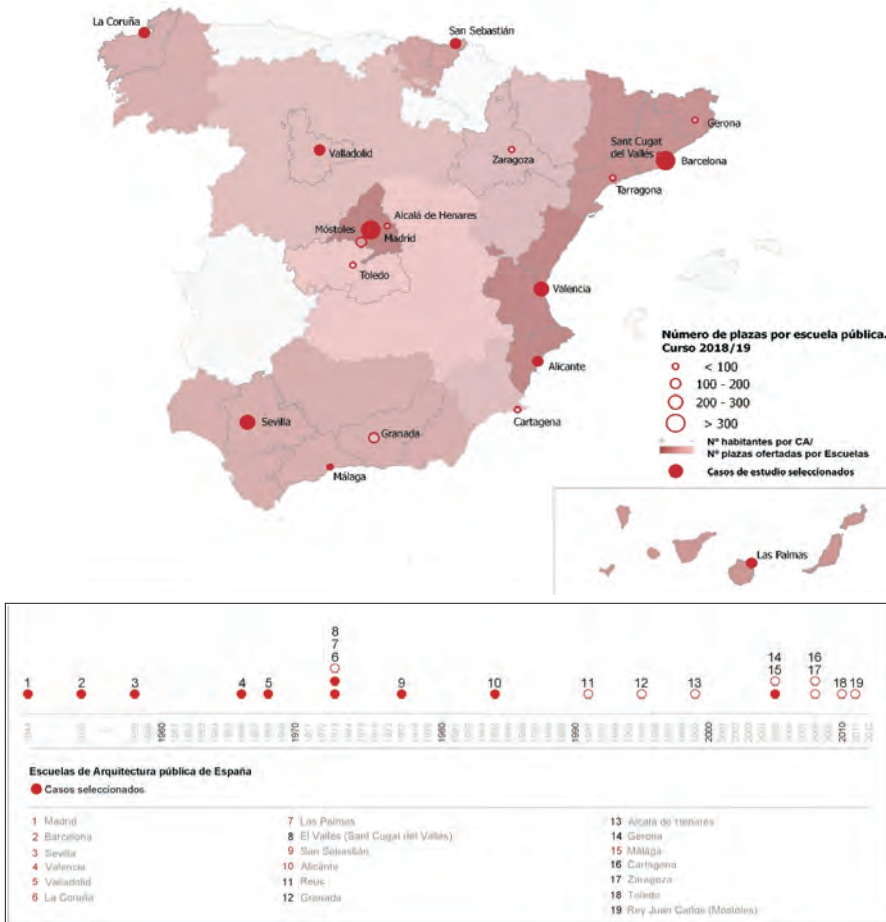 La Coruña
San Sebastián
Gerona
Sant Cugat
del Vallés
Barcelona
Valladolid
Zaragoza
Tarragona
Alcalá de Henares
Móstoles
Madrid
Toledo
Valencia
Número de plazas por escuela pública.
Curso 2018/19
< 100
100 - 200
200 - 300
> 300
Nº habitantes por CA/
Nº plazas ofertadas por Escuelas
Casos de estudio seleccionados
Alicante
Cartagena
Sevilla
Granada
Málaga
Las Palmas
8
7
6
14
15
16
17
1
2
3
4
5
9
10
11
12
13
18
19
1960
1970
1980
1990
2000
2010
Escuelas de Arquitectura pública de España
Casos seleccionados
1 Madrid
2 Barcelona
3 Sevilla
4 Valencia
5 Valladolid
6 La Coruña
7 Las Palmas
8 El Valles (Sant Cugat del Vallés)
9 San Sebastián
10 Alicante
11 Reus
12 Granada
13 Alcalá de Henares
14 Gerona
15 Málaga
16 Cartagena
17 Zaragoza
18 Toledo
19 Rey Juan Carlos (Móstoles)